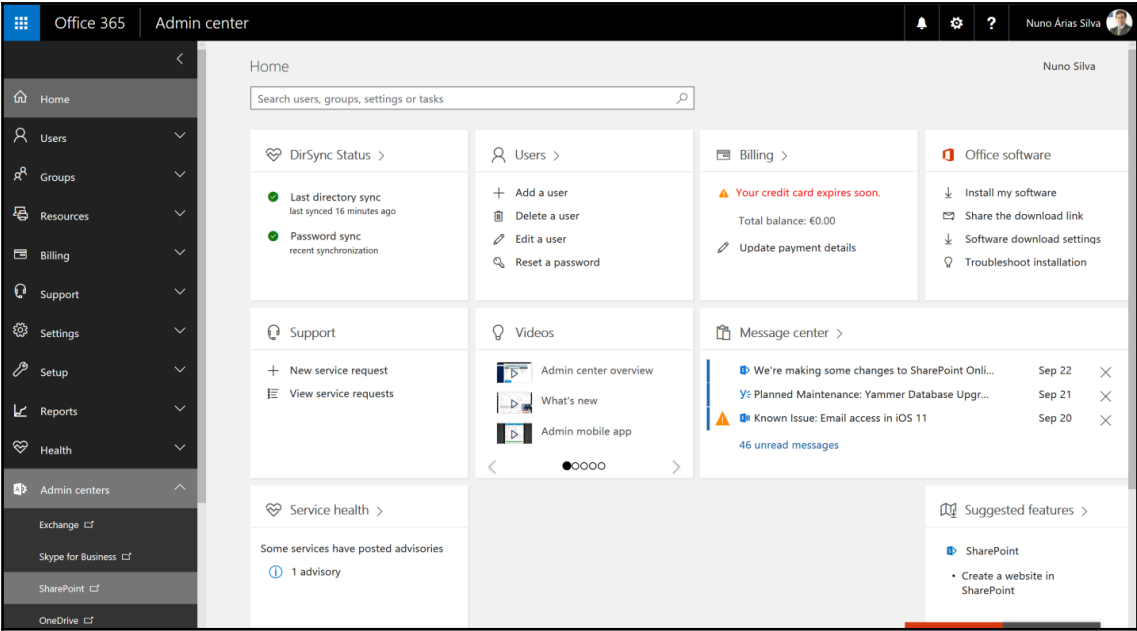 Office 365
Admin center
?
Nuno Árias Silva
Home
Users
Groups
Resources
Billing
Support
Settings
Setup
Reports
Health
Admin centers
Exchange
Skype for Business
SharePoint
OneDrive
Home
Nuno Silva
Search users, groups, settings or tasks
DirSync Status
Last directory sync
last synced 16 minutes ago
Password sync
recent synchronization
Users
Add a user
Delete a user
Edit a user
Reset a password
Billing
Your credit card expires soon.
Total balance: €0.00
Update payment details
Office software
Install my software
Share the download link
Software download settings
Troubleshoot installation
Support
New service request
View service requests
Videos
Admin center overview
What's new
Admin mobile app
Message center
We're making some changes to SharePoint Onli... Sep 22
Planned Maintenance: Yammer Database Upgr... Sep 21
Known Issue: Email access in iOS 11 Sep 20
46 unread messages
Service health
Some services have posted advisories
1 advisory
Suggested features
SharePoint
• Create a website in
SharePoint